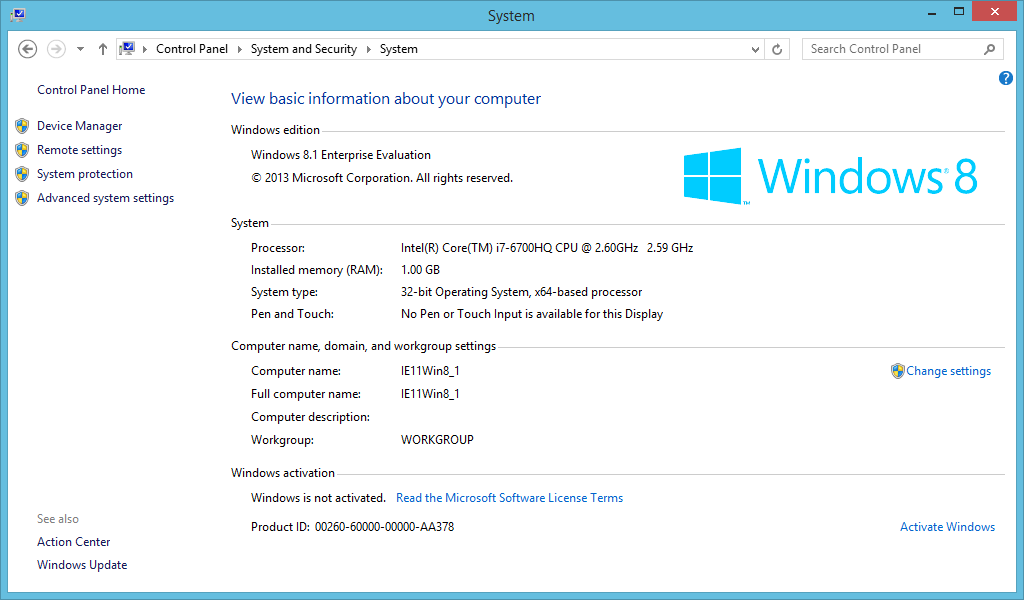 System
Control Panel System and Security System
Search Control Panel
Control Panel Home
Device Manager
Remote settings
System protection
Advanced system settings
View basic information about your computer
Windows edition
Windows 8.1 Enterprise Evaluation
© 2013 Microsoft Corporation. All rights reserved.
Windows® 8
™
System
Processor: Intel(R) Core(TM) i7-6700HQ CPU @ 2.60GHz 2.59 GHz
Installed memory (RAM): 1.00 GB
System type: 32-bit Operating System, x64-based processor
Pen and Touch: No Pen or Touch Input is available for this Display
Computer name, domain, and workgroup settings
Computer name: IE11Win8_1
Change settings
Full computer name: IE11Win8_1
Computer description:
Workgroup: WORKGROUP
Windows activation
Windows is not activated. Read the Microsoft Software License Terms
Product ID: 00260-60000-00000-AA378
Activate Windows
See also
Action Center
Windows Update